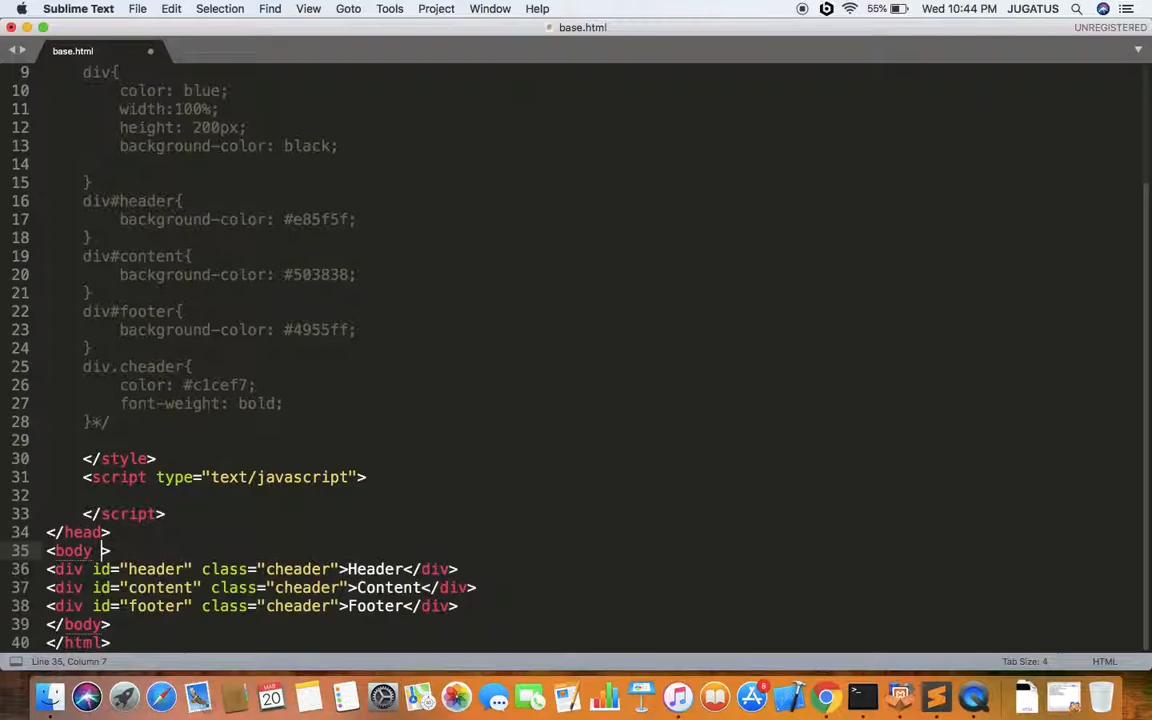 Sublime Text File Edit Selection Find View Goto Tools Project Window Help 55% Wed 10:44 PM JUGATUS
base.html UNREGISTERED
base.html
9 div{
10 color: blue;
11 width:100%;
12 height: 200px;
13 background-color: black;
14
15 }
16 div#header{
17 background-color: #e85f5f;
18 }
19 div#content{
20 background-color: #503838;
21 }
22 div#footer{
23 background-color: #4955ff;
24 }
25 div.cheader{
26 color: #c1cef7;
27 font-weight: bold;
28 }*/
29
30 </style>
31 <script type="text/javascript">
32
33 </script>
34 </head>
35 <body >
36 <div id="header" class="cheader">Header</div>
37 <div id="content" class="cheader">Content</div>
38 <div id="footer" class="cheader">Footer</div>
39 </body>
40 </html>
Line 35, Column 7 Tab Size: 4 HTML
MAR
20